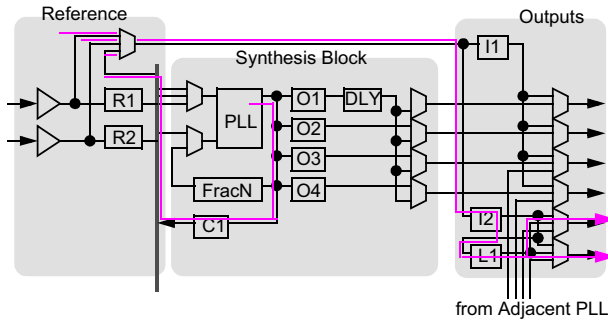 Reference
Outputs
Synthesis Block
I1
R1
R2
PLL
O1
DLY
O2
O3
FracN
O4
C1
I2
L1
from Adjacent PLL